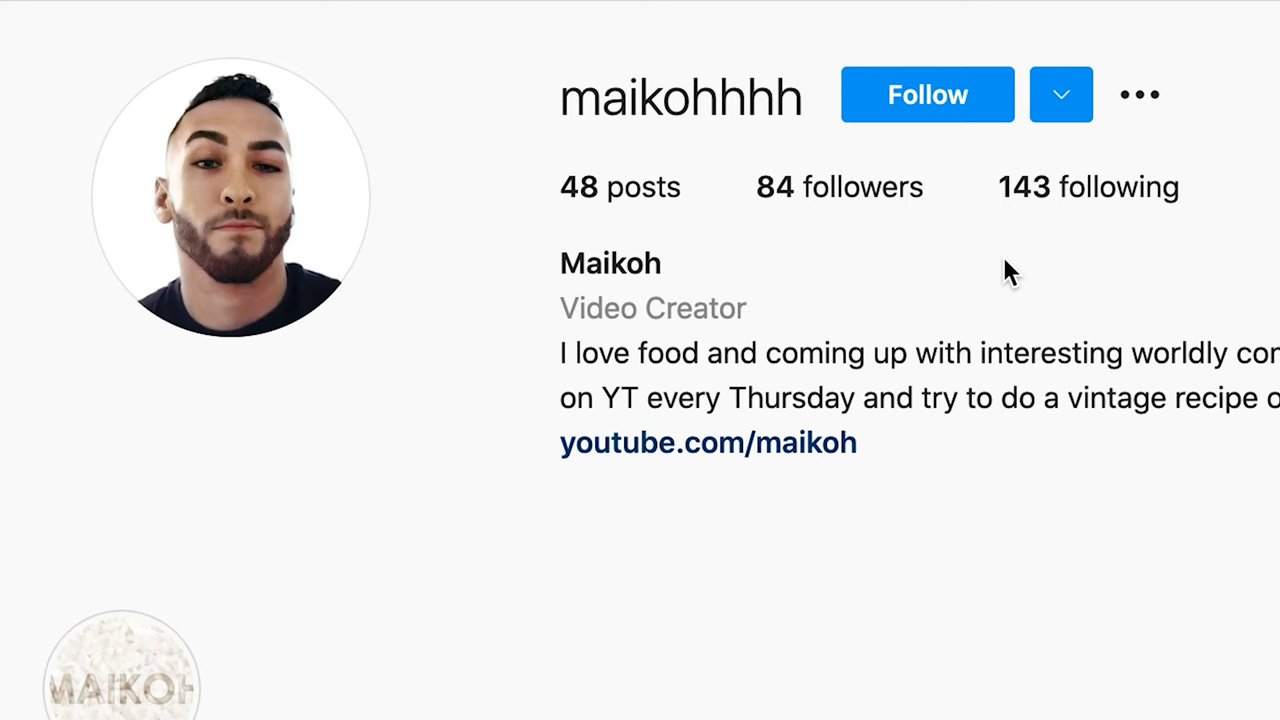 maikohhhh Follow
48 posts 84 followers 143 following
Maikoh
Video Creator
I love food and coming up with interesting worldly
on YT every Thursday and try to do a vintage recipe
youtube.com/maikoh
MAIKOH